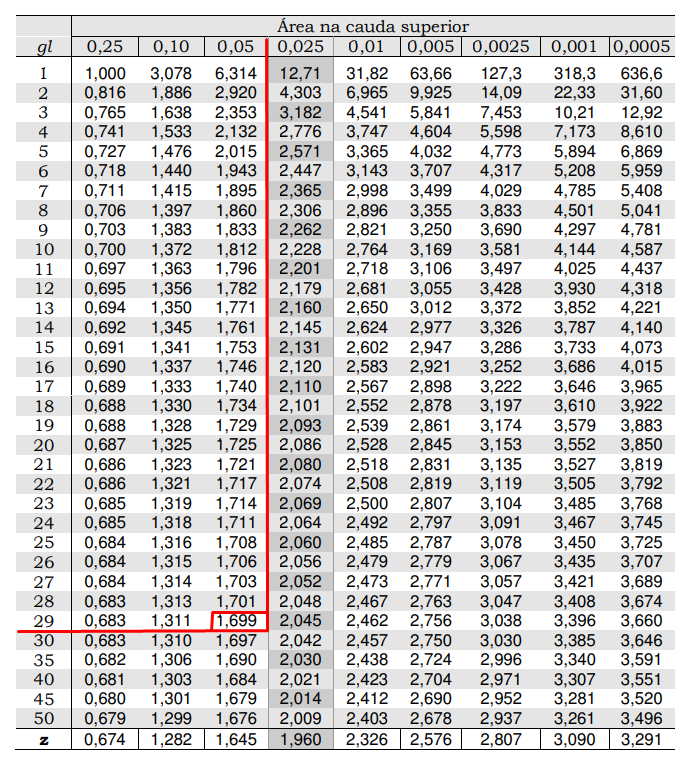 Área na cauda superior
gl 0,25 0,10 0,05 0,025 0,01 0,005 0,0025 0,001 0,0005
1 1,000 3,078 6,314 12,71 31,82 63,66 127,3 318,3 636,6
2 0,816 1,886 2,920 4,303 6,965 9,925 14,09 22,33 31,60
3 0,765 1,638 2,353 3,182 4,541 5,841 7,453 10,21 12,92
4 0,741 1,533 2,132 2,776 3,747 4,604 5,598 7,173 8,610
5 0,727 1,476 2,015 2,571 3,365 4,032 4,773 5,894 6,869
6 0,718 1,440 1,943 2,447 3,143 3,707 4,317 5,208 5,959
7 0,711 1,415 1,895 2,365 2,998 3,499 4,029 4,785 5,408
8 0,706 1,397 1,860 2,306 2,896 3,355 3,833 4,501 5,041
9 0,703 1,383 1,833 2,262 2,821 3,250 3,690 4,297 4,781
10 0,700 1,372 1,812 2,228 2,764 3,169 3,581 4,144 4,587
11 0,697 1,363 1,796 2,201 2,718 3,106 3,497 4,025 4,437
12 0,695 1,356 1,782 2,179 2,681 3,055 3,428 3,930 4,318
13 0,694 1,350 1,771 2,160 2,650 3,012 3,372 3,852 4,221
14 0,692 1,345 1,761 2,145 2,624 2,977 3,326 3,787 4,140
15 0,691 1,341 1,753 2,131 2,602 2,947 3,286 3,733 4,073
16 0,690 1,337 1,746 2,120 2,583 2,921 3,252 3,686 4,015
17 0,689 1,333 1,740 2,110 2,567 2,898 3,222 3,646 3,965
18 0,688 1,330 1,734 2,101 2,552 2,878 3,197 3,610 3,922
19 0,688 1,328 1,729 2,093 2,539 2,861 3,174 3,579 3,883
20 0,687 1,325 1,725 2,086 2,528 2,845 3,153 3,552 3,850
21 0,686 1,323 1,721 2,080 2,518 2,831 3,135 3,527 3,819
22 0,686 1,321 1,717 2,074 2,508 2,819 3,119 3,505 3,792
23 0,685 1,319 1,714 2,069 2,500 2,807 3,104 3,485 3,768
24 0,685 1,318 1,711 2,064 2,492 2,797 3,091 3,467 3,745
25 0,684 1,316 1,708 2,060 2,485 2,787 3,078 3,450 3,725
26 0,684 1,315 1,706 2,056 2,479 2,779 3,067 3,435 3,707
27 0,684 1,314 1,703 2,052 2,473 2,771 3,057 3,421 3,689
28 0,683 1,313 1,701 2,048 2,467 2,763 3,047 3,408 3,674
29 0,683 1,311 1,699 2,045 2,462 2,756 3,038 3,396 3,660
30 0,683 1,310 1,697 2,042 2,457 2,750 3,030 3,385 3,646
35 0,682 1,306 1,690 2,030 2,438 2,724 2,996 3,340 3,591
40 0,681 1,303 1,684 2,021 2,423 2,704 2,971 3,307 3,551
45 0,680 1,301 1,679 2,014 2,412 2,690 2,952 3,281 3,520
50 0,679 1,299 1,676 2,009 2,403 2,678 2,937 3,261 3,496
z 0,674 1,282 1,645 1,960 2,326 2,576 2,807 3,090 3,291